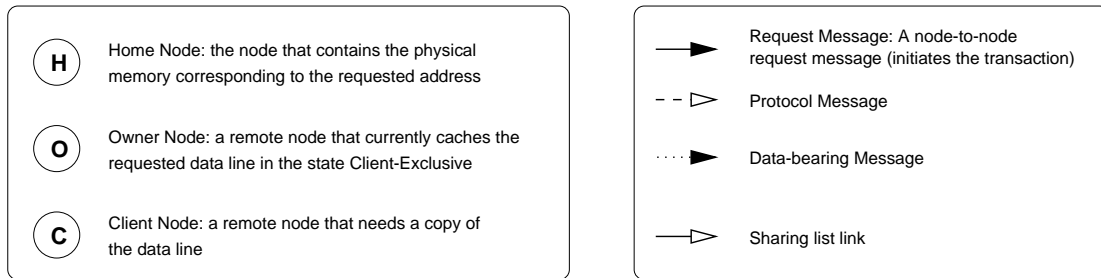 H
Home Node: the node that contains the physical
memory corresponding to the requested address
O
Owner Node: a remote node that currently caches the
requested data line in the state Client-Exclusive
C
Client Node: a remote node that needs a copy of
the data line
Request Message: A node-to-node
request message (initiates the transaction)
Protocol Message
Data-bearing Message
Sharing list link